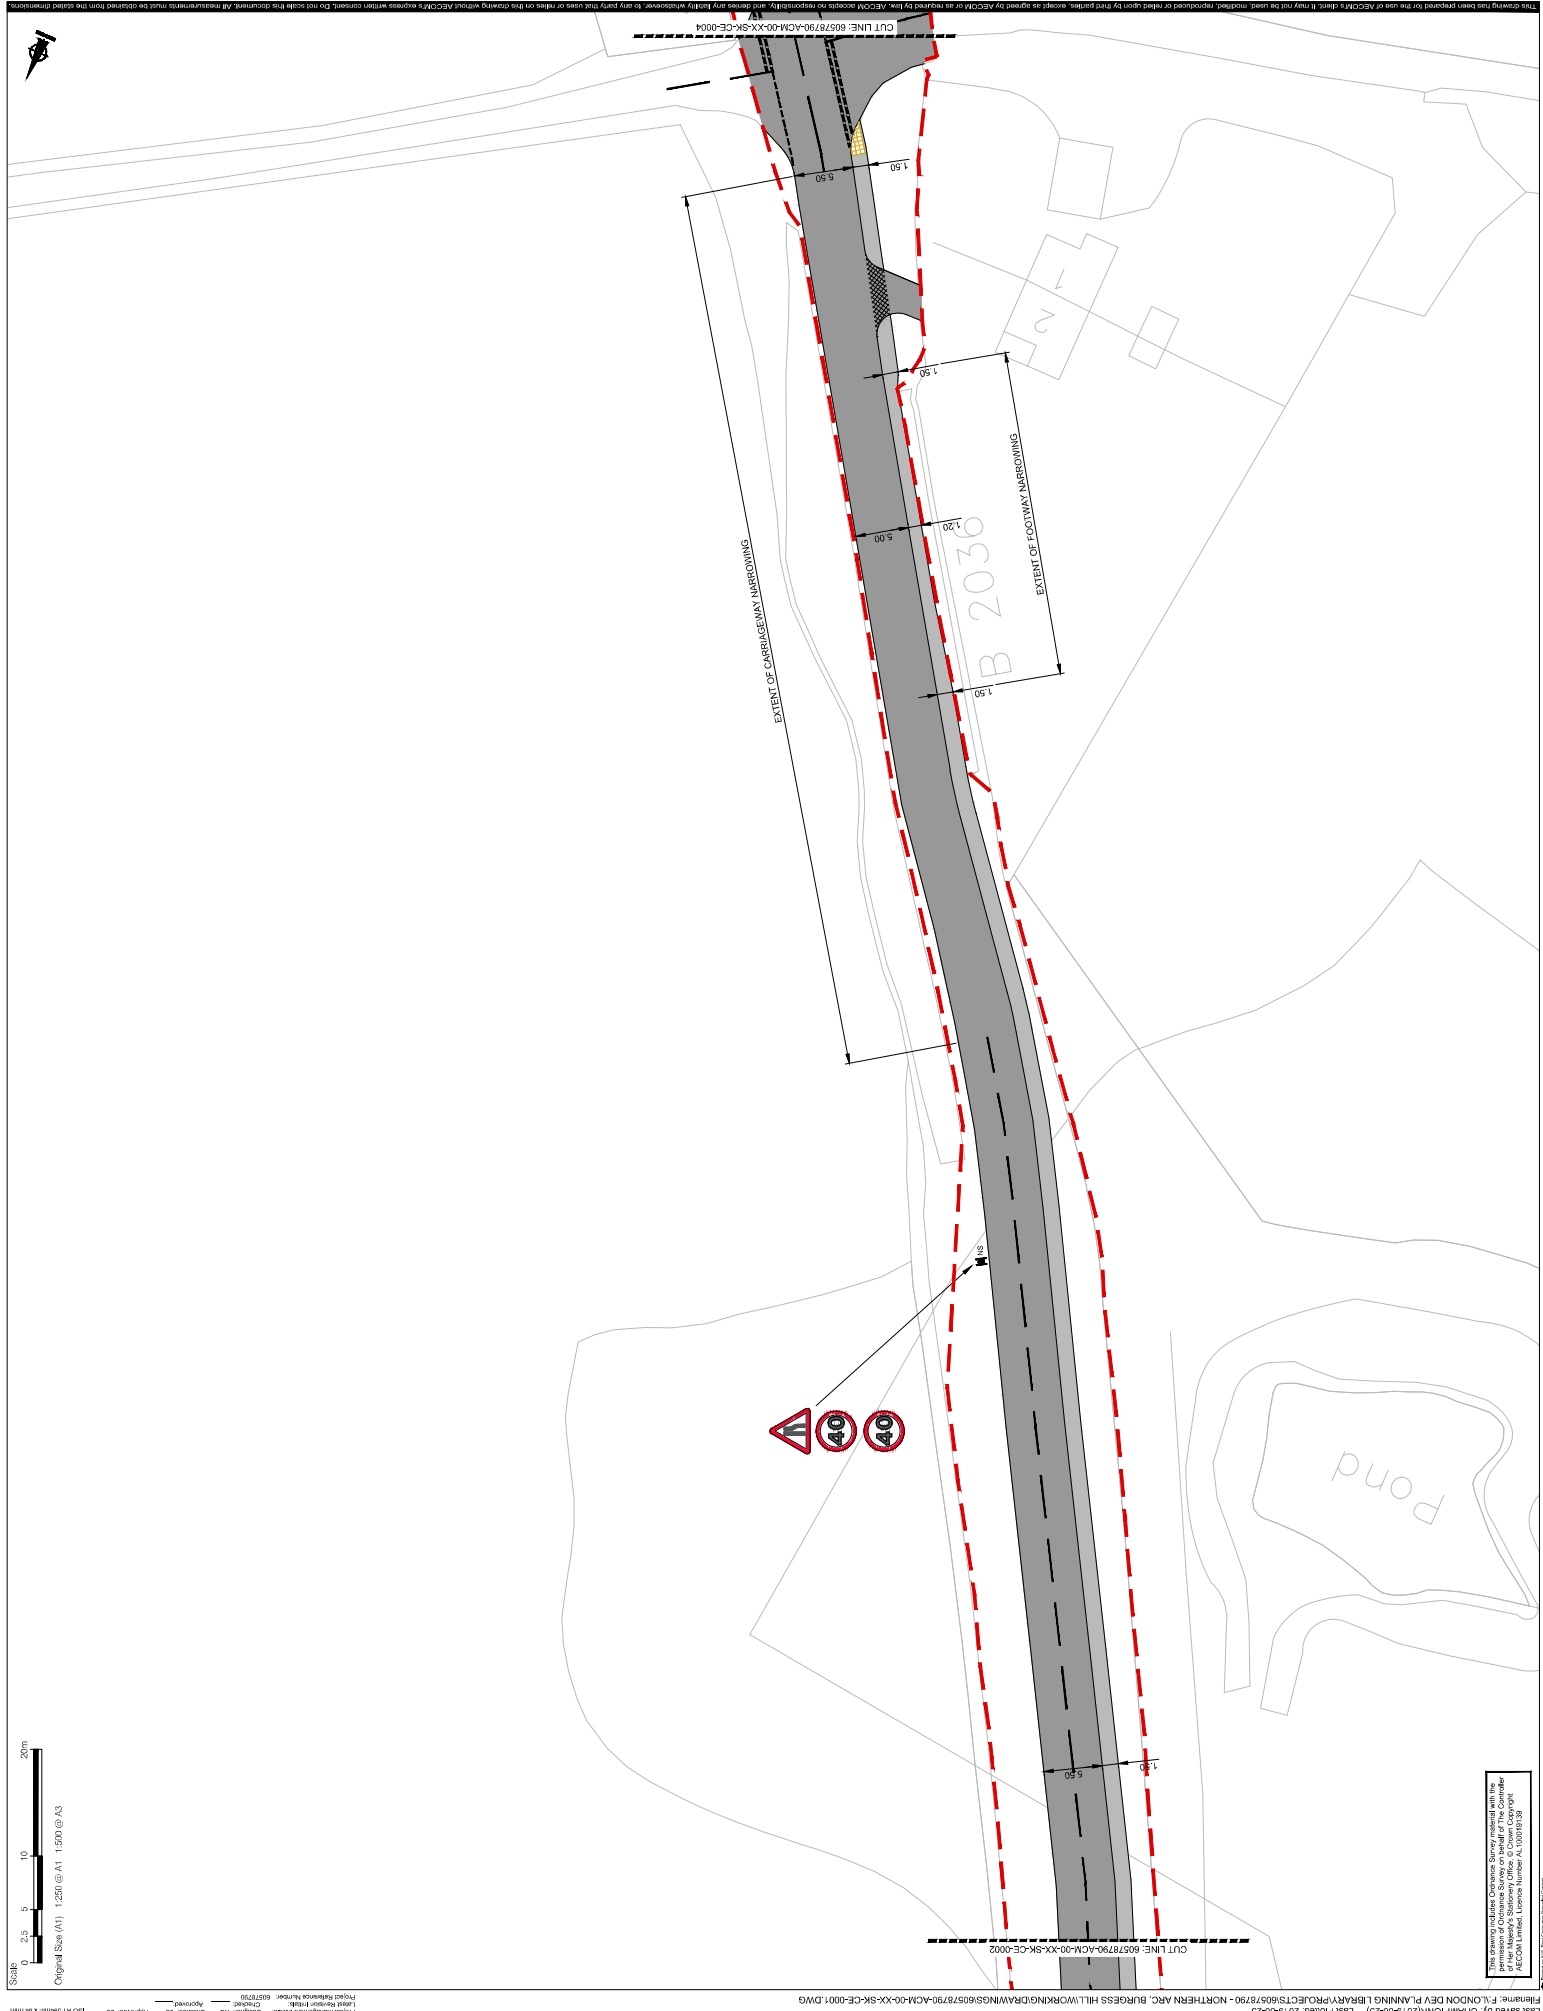 This drawing has been prepared for the use of AECOM's client. It may not be used, modified, reproduced or relied upon by third parties, except as agreed by AECOM or as required by law. AECOM accepts no responsibility, and denies any liability whatsoever, to any party that uses or relies on this drawing without AECOM's express written consent. Do not scale this document. All measurements must be obtained from the stated dimensions.
CUT LINE: 60578790-ACM-00-XX-SK-CE-0004
5.50
1.50
1
2
1.50
EXTENT OF FOOTWAY NARROWING
EXTENT OF CARRIAGEWAY NARROWING
5.00
1.20
B 2036
1.50
NS
40
40
Pond
5.50
1.50
CUT LINE: 60578790-ACM-00-XX-SK-CE-0002
Scale
0 2.5 5 10 20m
Original Size (A1) 1:250 @ A1 1:500 @ A3
This drawing includes Ordnance Survey material with the
permission of Ordnance Survey on behalf of The Controller
of Her Majesty's Stationery Office, © Crown Copyright
AECOM Limited. Licence Number AL 100019139
Filename: F:\LONDON DEV PLANNING LIBRARY\PROJECTS\60578790 - NORTHERN ARC, BURGESS HILL\WORKING\DRAWINGS\60578790-ACM-00-XX-SK-CE-0001.DWG
Project Reference Number: 60578790
Latest Revision Initials:
Checked:
Approved: